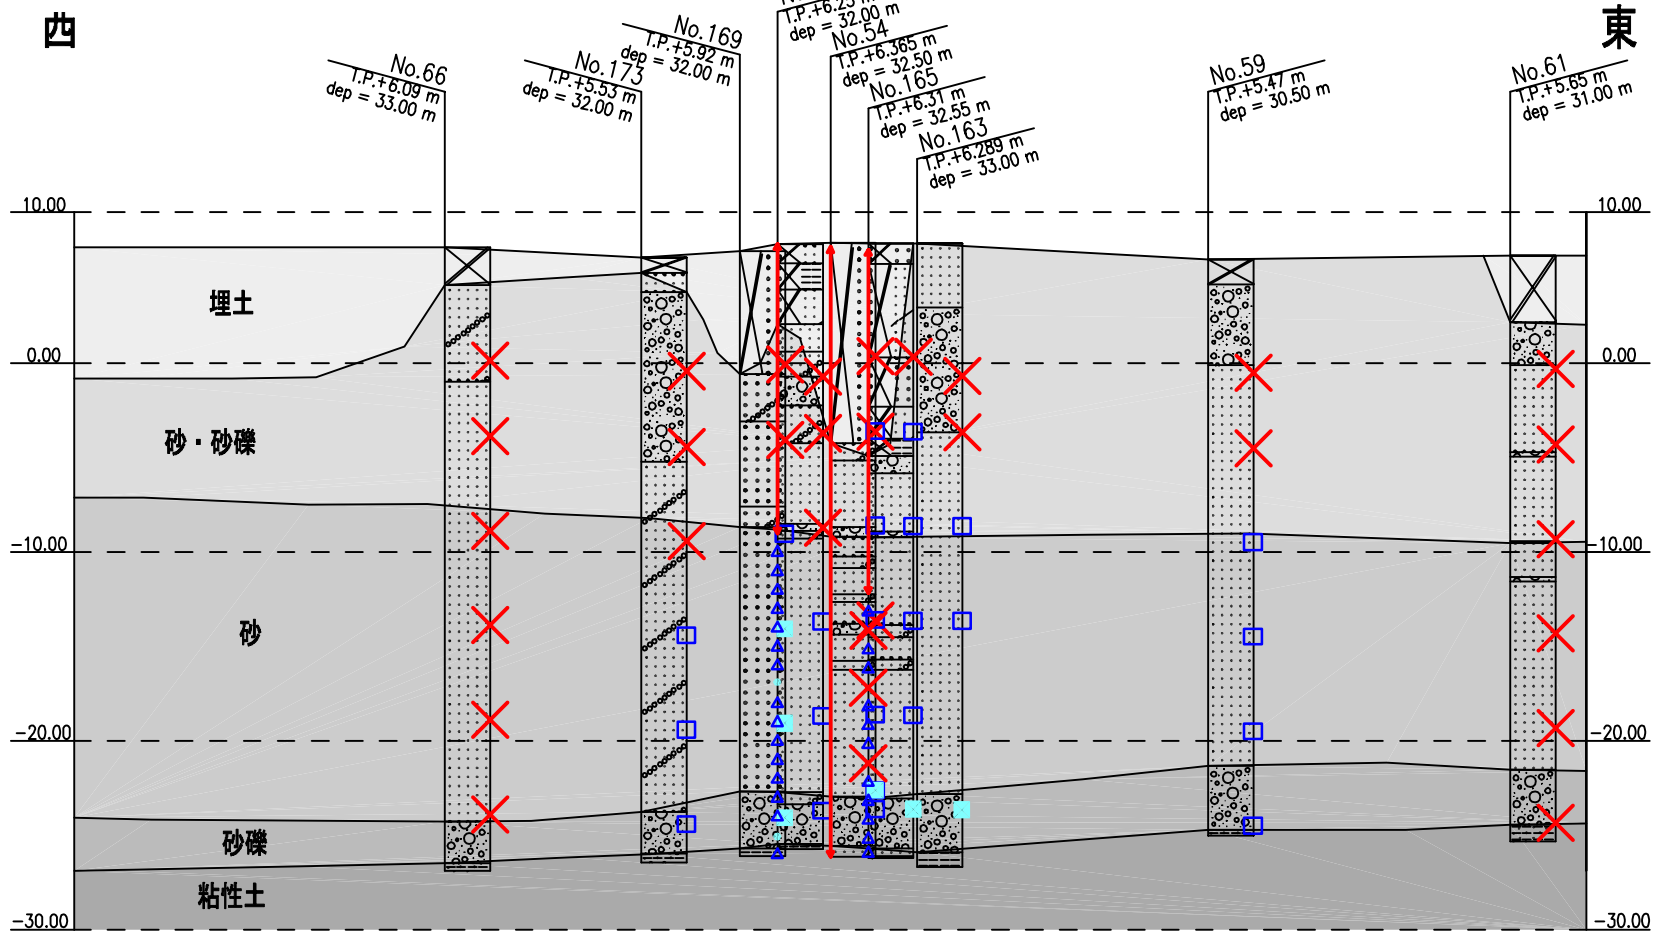 西
東
T.P.+6.25 m
dep = 32.00 m
No.169
T.P.+5.92 m
dep = 32.00 m
No.54
T.P.+6.365 m
dep = 32.50 m
No.66
T.P.+6.09 m
dep = 33.00 m
No.173
T.P.+5.53 m
dep = 32.00 m
No.165
T.P.+6.31 m
dep = 32.55 m
No.163
T.P.+6.289 m
dep = 33.00 m
No.59
T.P.+5.47 m
dep = 30.50 m
No.61
T.P.+5.65 m
dep = 31.00 m
10.00
10.00
埋土
0.00
0.00
砂・砂礫
-10.00
-10.00
砂
-20.00
-20.00
砂礫
粘性土
-30.00
-30.00